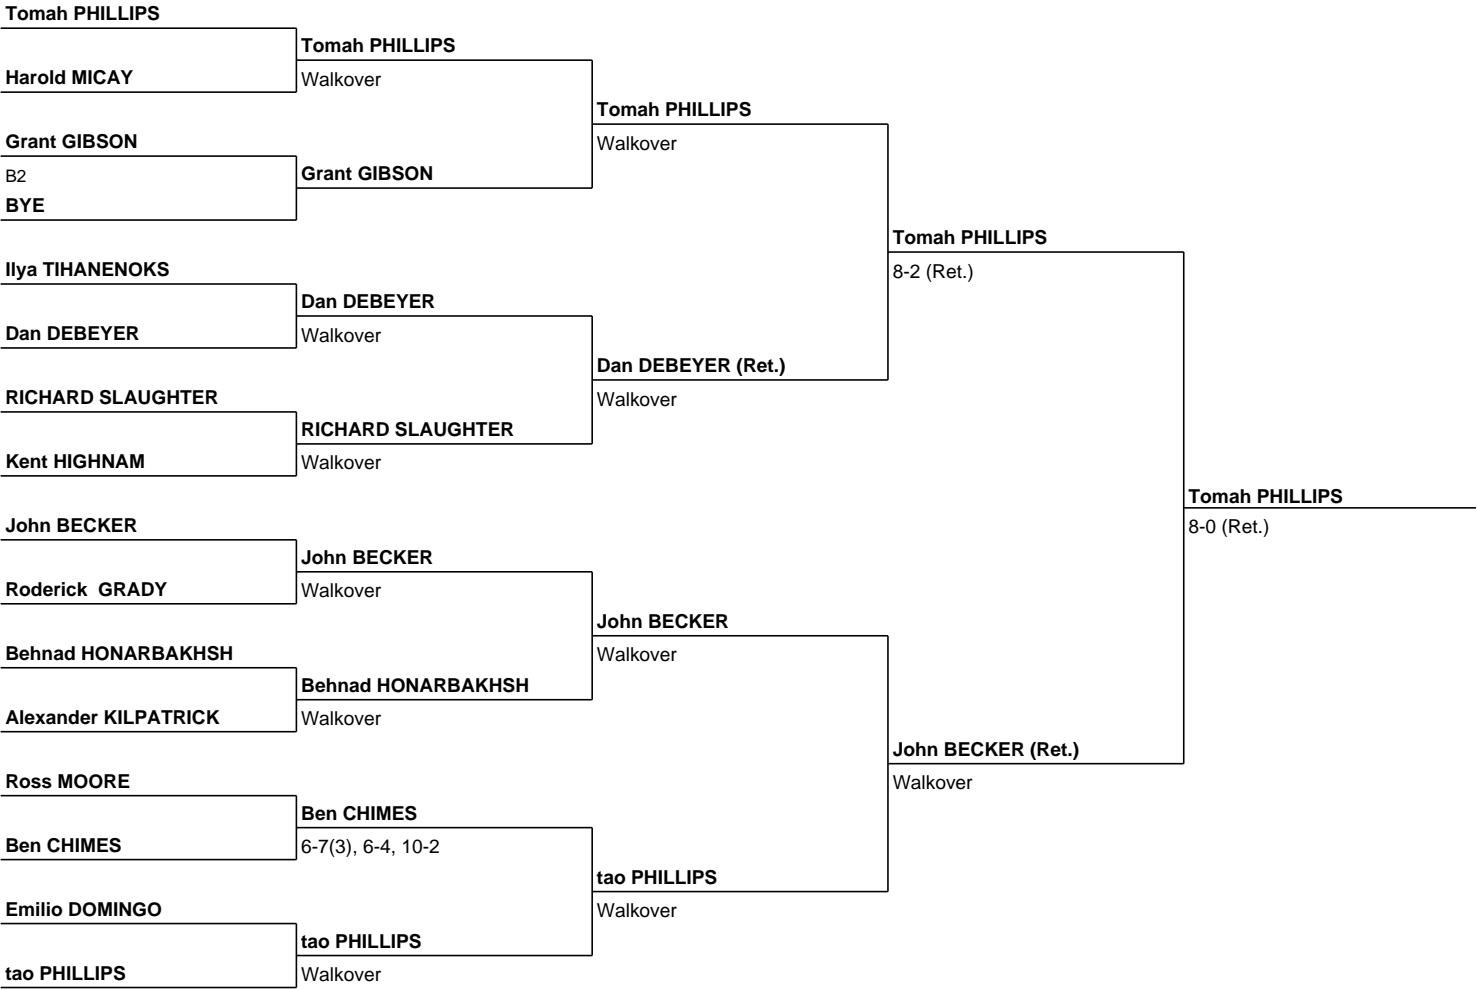 Tomah PHILLIPS
Harold MICAY
Grant GIBSON
B2
BYE
Ilya TIHANENOKS
Dan DEBEYER
RICHARD SLAUGHTER
Kent HIGHNAM
John BECKER
Roderick  GRADY
Behnad HONARBAKHSH
Alexander KILPATRICK
Ross MOORE
Ben CHIMES
Emilio DOMINGO
tao PHILLIPS
Tomah PHILLIPS
Walkover
Grant GIBSON
Dan DEBEYER
Walkover
RICHARD SLAUGHTER
Walkover
John BECKER
Walkover
Behnad HONARBAKHSH
Walkover
Ben CHIMES
6-7(3), 6-4, 10-2
tao PHILLIPS
Walkover
Tomah PHILLIPS
Walkover
Dan DEBEYER (Ret.)
Walkover
John BECKER
Walkover
tao PHILLIPS
Walkover
Tomah PHILLIPS
8-2 (Ret.)
John BECKER (Ret.)
Walkover
Tomah PHILLIPS
8-0 (Ret.)